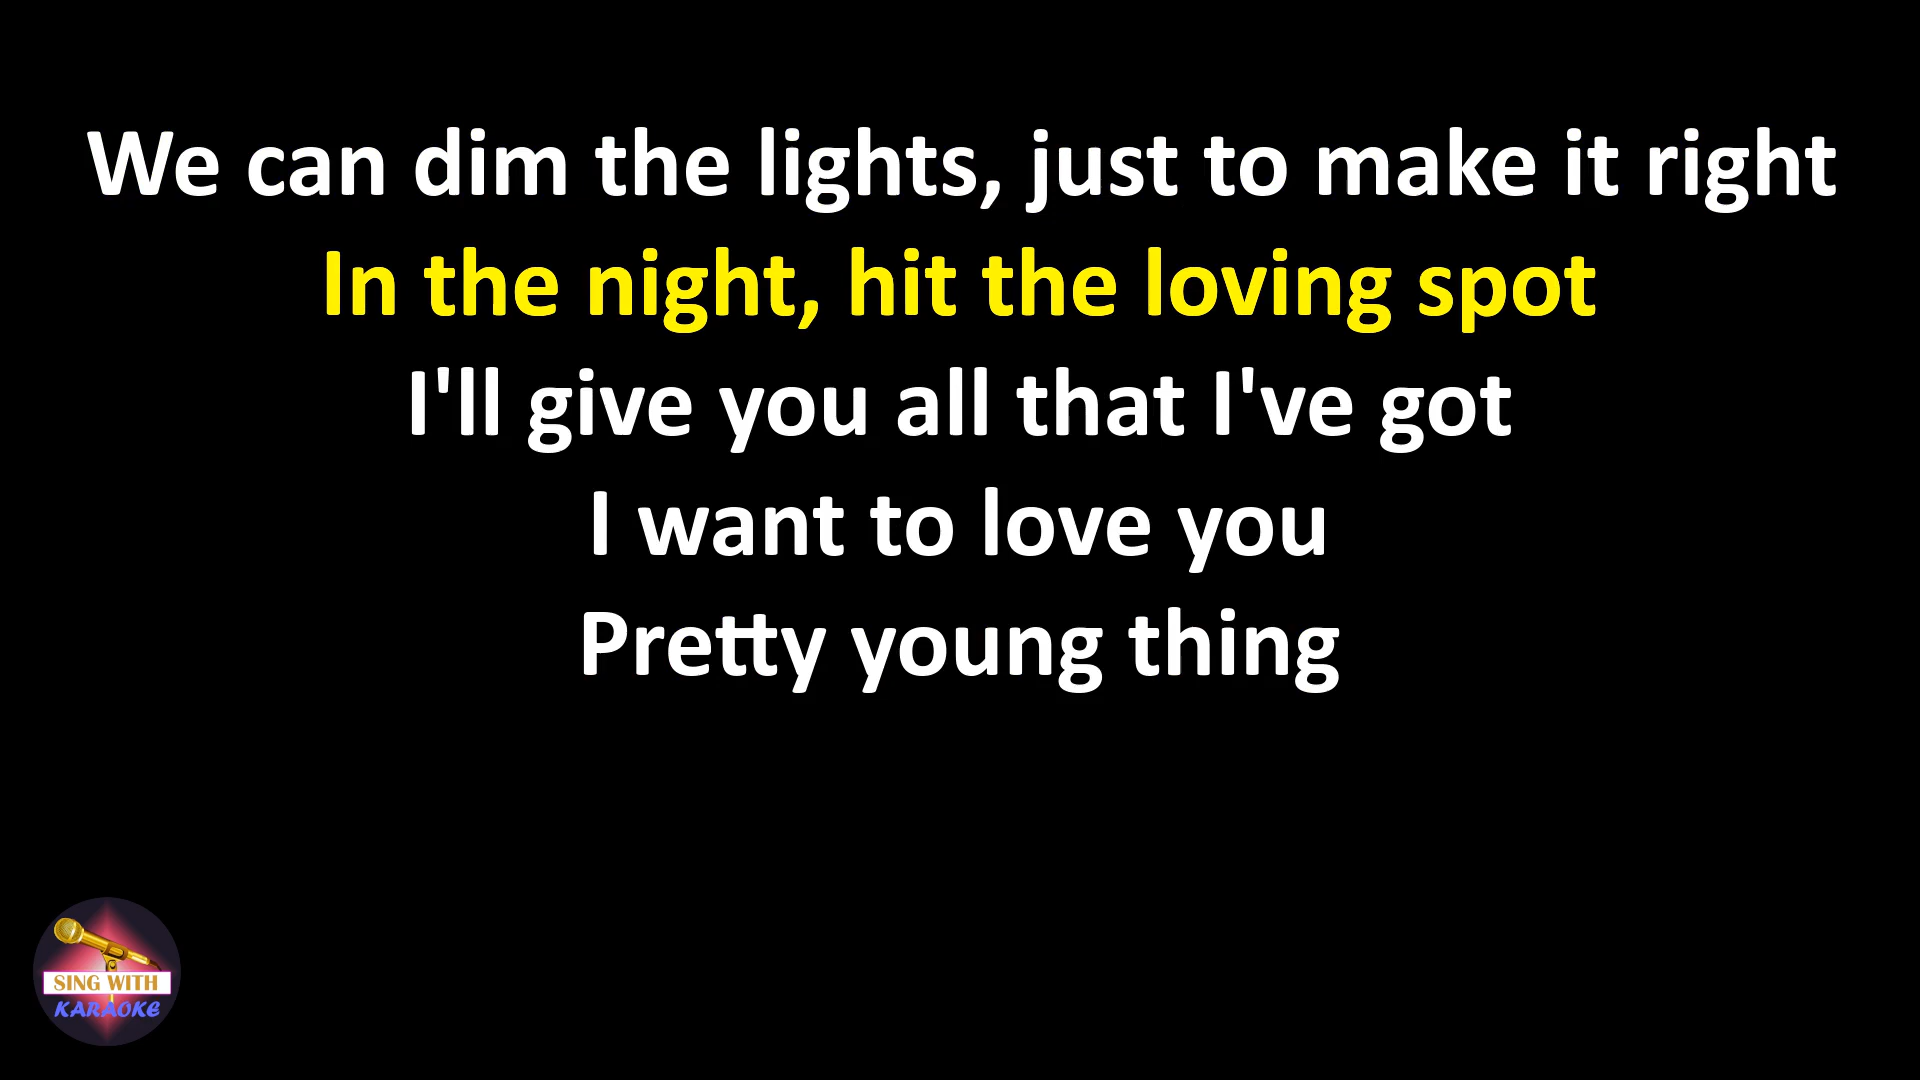 We can dim the lights, just to make it right
In the night, hit the loving spot
I'll give you all that I've got
I want to love you
Pretty young thing
SING WITH
KARAOKE